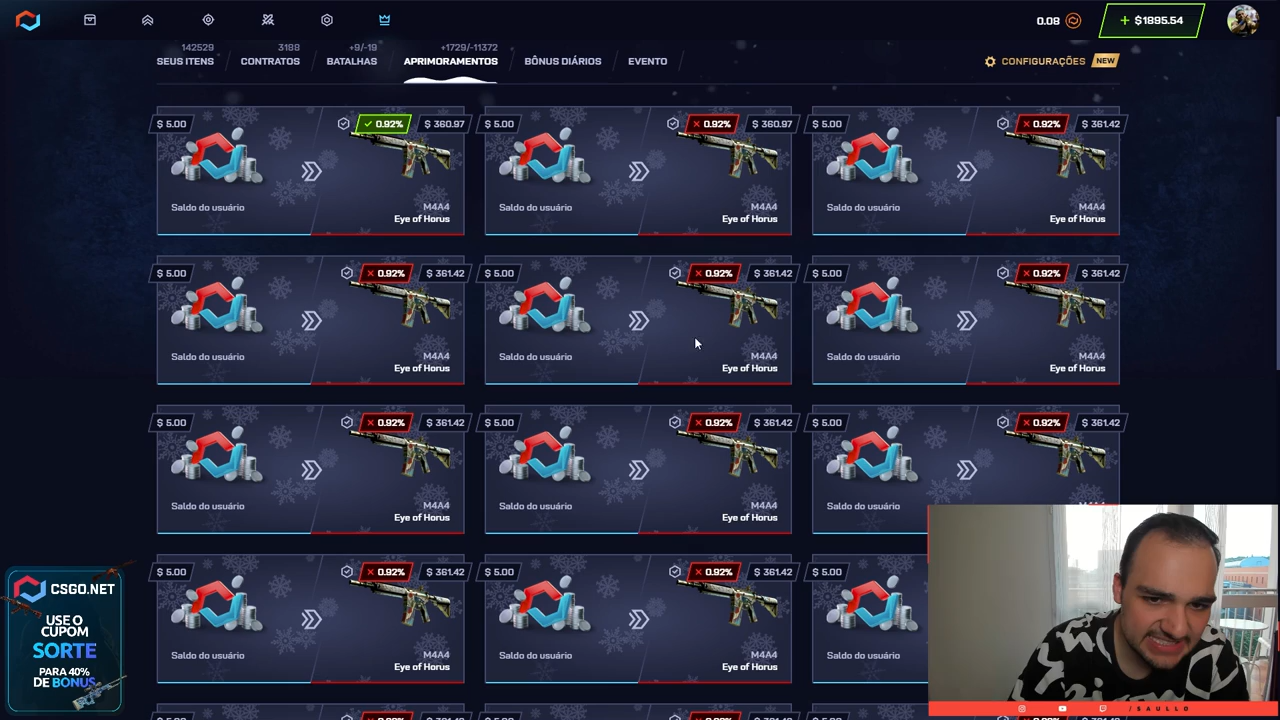 0.08
+ $1895.54
142529
3188
+9/-19
+1729/-11372
SEUS ITENS
CONTRATOS
BATALHAS
APRIMORAMENTOS
BÔNUS DIÁRIOS
EVENTO
CONFIGURAÇÕES
NEW
$ 5.00
0.92%
$ 360.97
Saldo do usuário
M4A4
Eye of Horus
$ 5.00
0.92%
$ 360.97
Saldo do usuário
M4A4
Eye of Horus
$ 5.00
0.92%
$ 361.42
Saldo do usuário
M4A4
Eye of Horus
$ 5.00
0.92%
$ 361.42
Saldo do usuário
M4A4
Eye of Horus
$ 5.00
0.92%
$ 361.42
Saldo do usuário
M4A4
Eye of Horus
$ 5.00
0.92%
$ 361.42
Saldo do usuário
M4A4
Eye of Horus
$ 5.00
0.92%
$ 361.42
Saldo do usuário
M4A4
Eye of Horus
$ 5.00
0.92%
$ 361.42
Saldo do usuário
M4A4
Eye of Horus
$ 5.00
0.92%
$ 361.42
Saldo do usuário
$ 5.00
0.92%
$ 361.42
Saldo do usuário
M4A4
Eye of Horus
$ 5.00
0.92%
$ 361.42
Saldo do usuário
M4A4
Eye of Horus
$ 5.00
Saldo do usuário
CSGO.NET
USE O
CUPOM
SORTE
PARA 40%
DE BONUS
/SAULLO